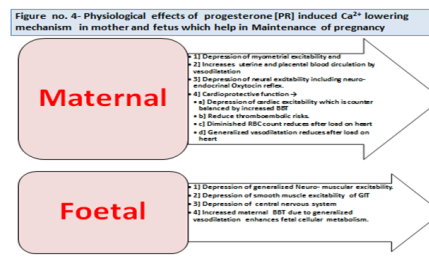 Figure no. 4- Physiological effects of progesterone[PR] induced Ca²⁺ lowering
mechanism in mother and fetus which help in Maintenance of pregnancy
Maternal
• 1] Depression of myometrial excitability and
• 2] Increases uterine and placental blood circulation by
vasodilatation
• 3] Depression of neural excitability including neuro-
endocrinal Oxytocin reflex.
• 4] Cardioprotective function →
• a] Depression of cardiac excitability which is counter
balanced by increased BBT
• b] Reduce thromboembolic risks.
• c] Diminished RBC count reduces after load on heart
• d] Generalized vasodilatation reduces after load on
heart
Foetal
• 1] Depression of generalized Neuro- muscular excitability.
• 2] Depression of smooth muscle excitability of GIT
• 3] Depression of central nervous system
• 4] Increased maternal BBT due to generalized
vasodilatation enhances fetal cellular metabolism.